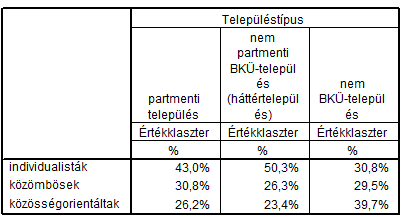 Településtípus
partmenti
település
nem
partmenti
BKÜ-települ
és
(háttértelepül
és)
nem
BKÜ-települ
és
Értékklaszter Értékklaszter Értékklaszter
% % %
individualisták 43,0% 50,3% 30,8%
közömbösek 30,8% 26,3% 29,5%
közösségorientáltak 26,2% 23,4% 39,7%